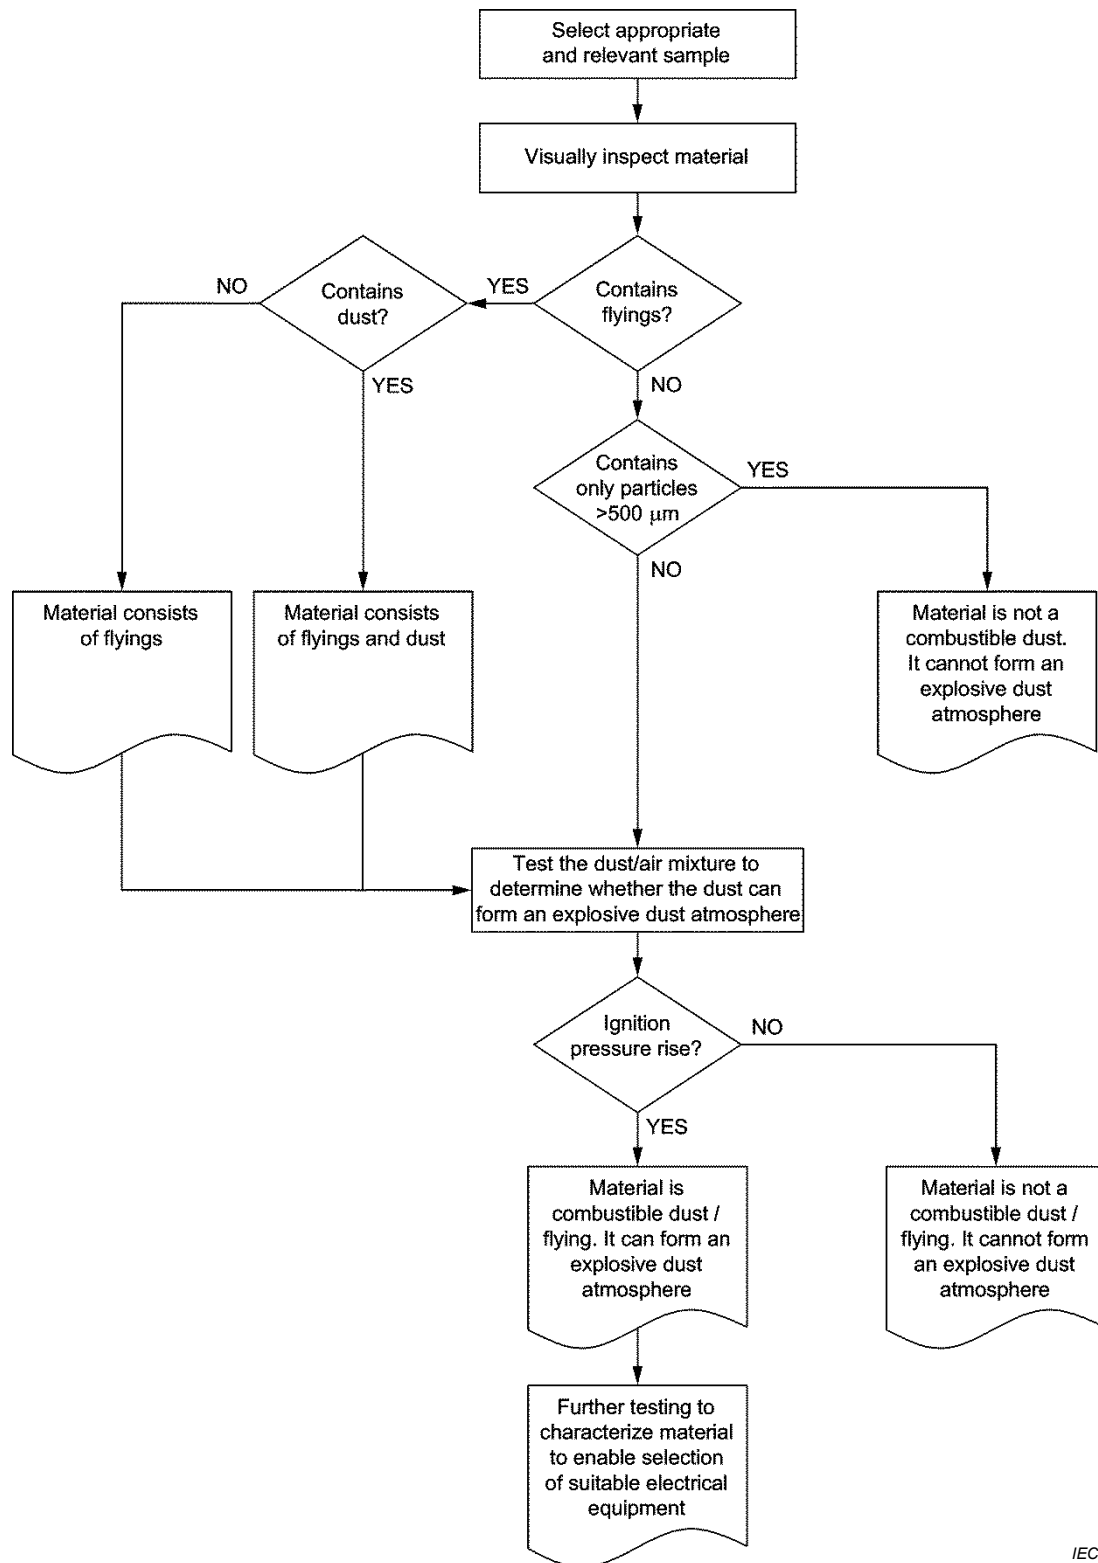 Select appropriate
and relevant sample
Visually inspect material
NO
Contains
dust?
YES
Contains
flyings?
YES
NO
Contains
only particles
>500 µm
YES
NO
Material consists
of flyings
Material consists
of flyings and dust
Material is not a
combustible dust.
It cannot form an
explosive dust
atmosphere
Test the dust/air mixture to
determine whether the dust can
form an explosive dust atmosphere
Ignition
pressure rise?
NO
YES
Material is
combustible dust /
flying. It can form an
explosive dust
atmosphere
Material is not a
combustible dust /
flying. It cannot form
an explosive dust
atmosphere
Further testing to
characterize material
to enable selection
of suitable electrical
equipment
IEC